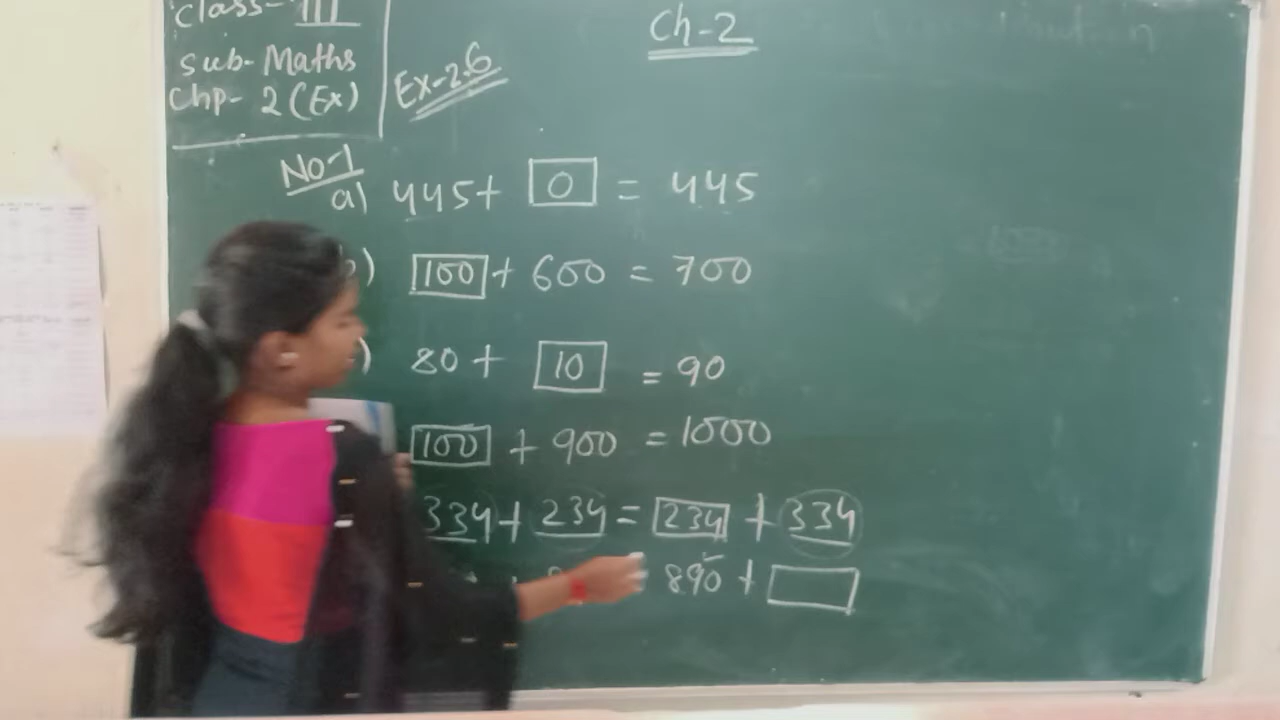 Class- III
Sub- Maths
Chp- 2 (Ex)
Ch-2
Ex-2.6
No-1
a) 445+ 0 = 445
) 100 + 600 = 700
) 80 + 10 = 90
100 + 900 = 1000
334+ 234 = 234 + 334
890 +